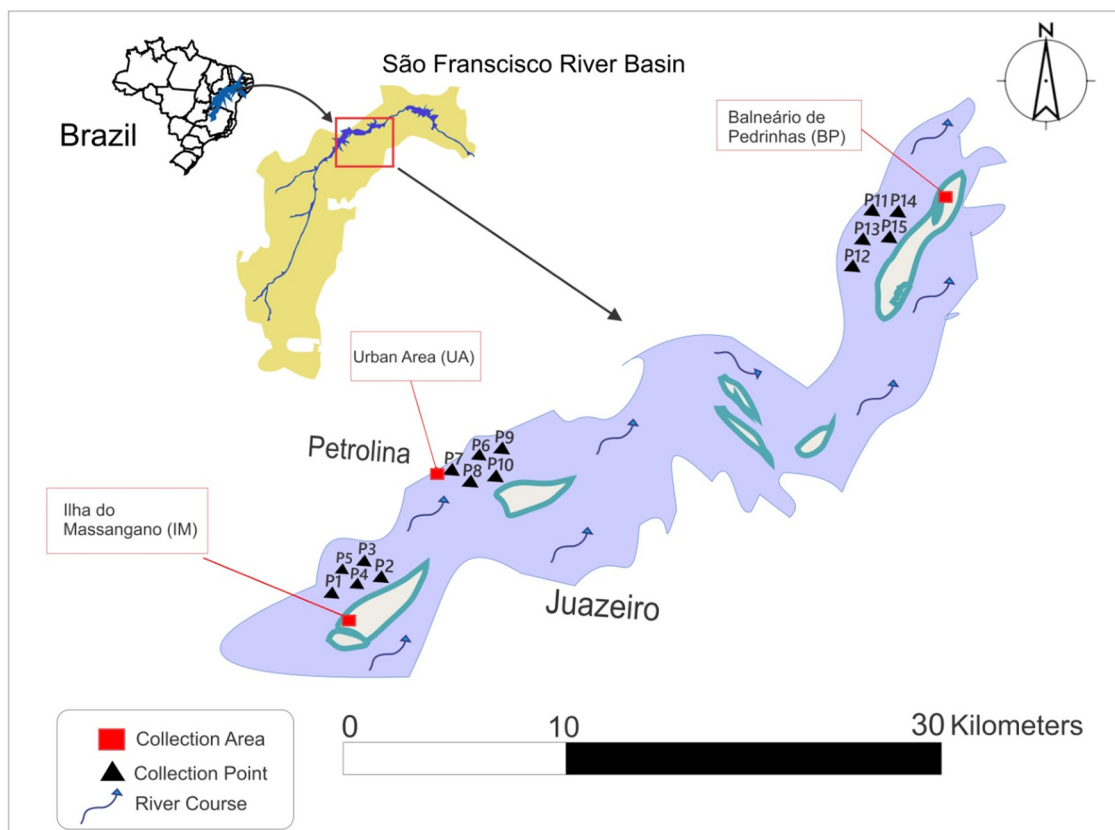 São Franscisco River Basin
Brazil
N
Balneário de
Pedrinhas (BP)
P11 P14
P13 P15
P12
Urban Area (UA)
Petrolina
P6 P9
P7
P8 P10
Ilha do
Massangano (IM)
P3
P5 P2
P1 P4
Juazeiro
0 10 30 Kilometers
Collection Area
Collection Point
River Course